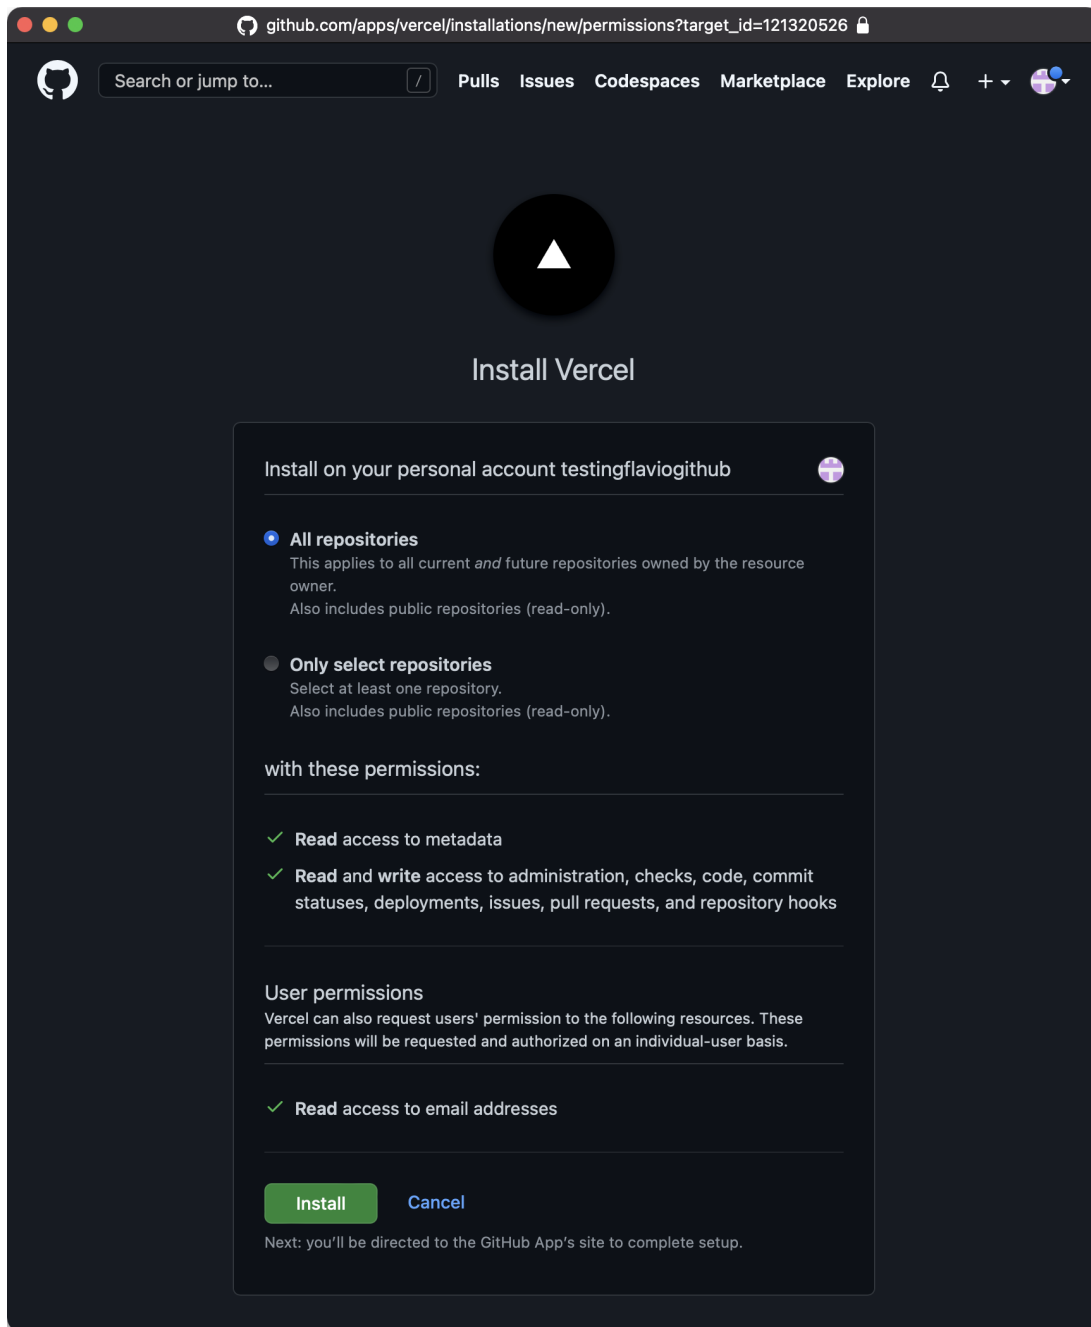 github.com/apps/vercel/installations/new/permissions?target_id=121320526
Search or jump to... /
Pulls Issues Codespaces Marketplace Explore
Install Vercel
Install on your personal account testingflaviogithub
All repositories
This applies to all current and future repositories owned by the resource
owner.
Also includes public repositories (read-only).
Only select repositories
Select at least one repository.
Also includes public repositories (read-only).
with these permissions:
Read access to metadata
Read and write access to administration, checks, code, commit
statuses, deployments, issues, pull requests, and repository hooks
User permissions
Vercel can also request users' permission to the following resources. These
permissions will be requested and authorized on an individual-user basis.
Read access to email addresses
Install Cancel
Next: you'll be directed to the GitHub App's site to complete setup.